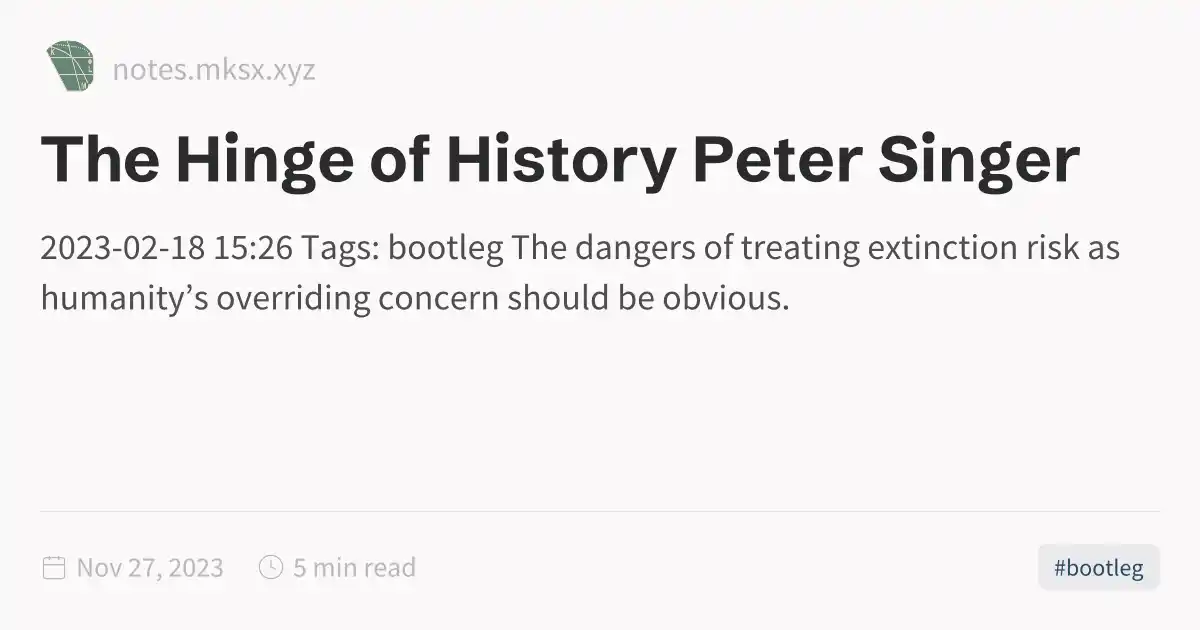 notes.mksx.xyz
The Hinge of History Peter Singer
2023-02-18 15:26 Tags: bootleg The dangers of treating extinction risk as
humanity’s overriding concern should be obvious.
Nov 27, 2023
5 min read
#bootleg